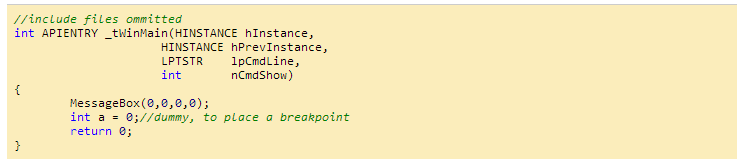 //include files ommitted
int APIENTRY _tWinMain(HINSTANCE hInstance,
                     HINSTANCE hPrevInstance,
                     LPTSTR    lpCmdLine,
                     int       nCmdShow)
{
        MessageBox(0,0,0,0);
        int a = 0;//dummy, to place a breakpoint
        return 0;
}